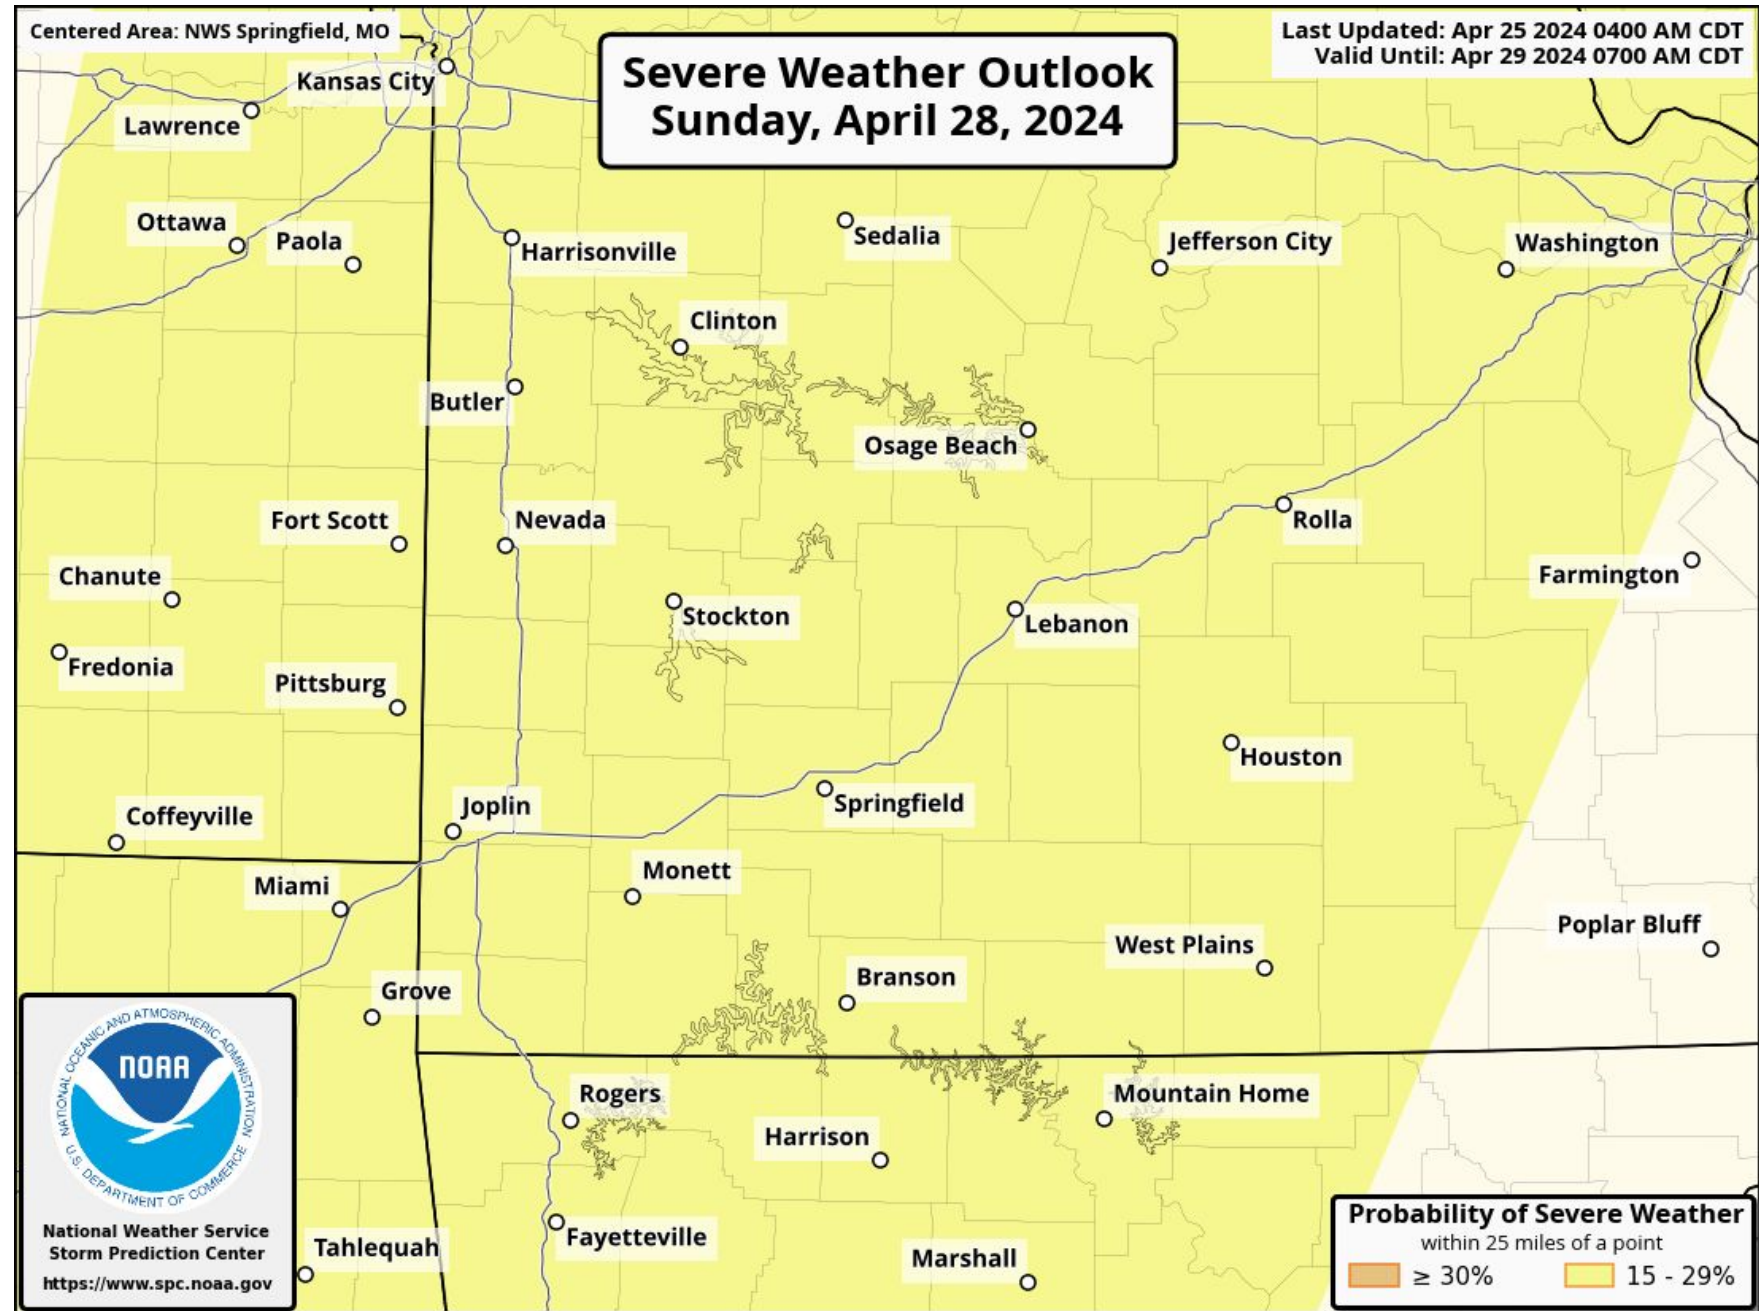 Centered Area: NWS Springfield, MO
Last Updated: Apr 25 2024 0400 AM CDT
Valid Until: Apr 29 2024 0700 AM CDT
Severe Weather Outlook
Sunday, April 28, 2024
Kansas City
Lawrence
Ottawa
Paola
Harrisonville
Sedalia
Jefferson City
Washington
Clinton
Butler
Osage Beach
Fort Scott
Nevada
Rolla
Chanute
Farmington
Stockton
Lebanon
Fredonia
Pittsburg
Houston
Coffeyville
Joplin
Springfield
Miami
Monett
Poplar Bluff
West Plains
Branson
Grove
Rogers
Mountain Home
Harrison
Fayetteville
Tahlequah
Marshall
NATIONAL OCEANIC AND ATMOSPHERIC ADMINISTRATION
NOAA
U.S. DEPARTMENT OF COMMERCE
National Weather Service
Storm Prediction Center
https://www.spc.noaa.gov
Probability of Severe Weather
within 25 miles of a point
≥ 30%
15 - 29%